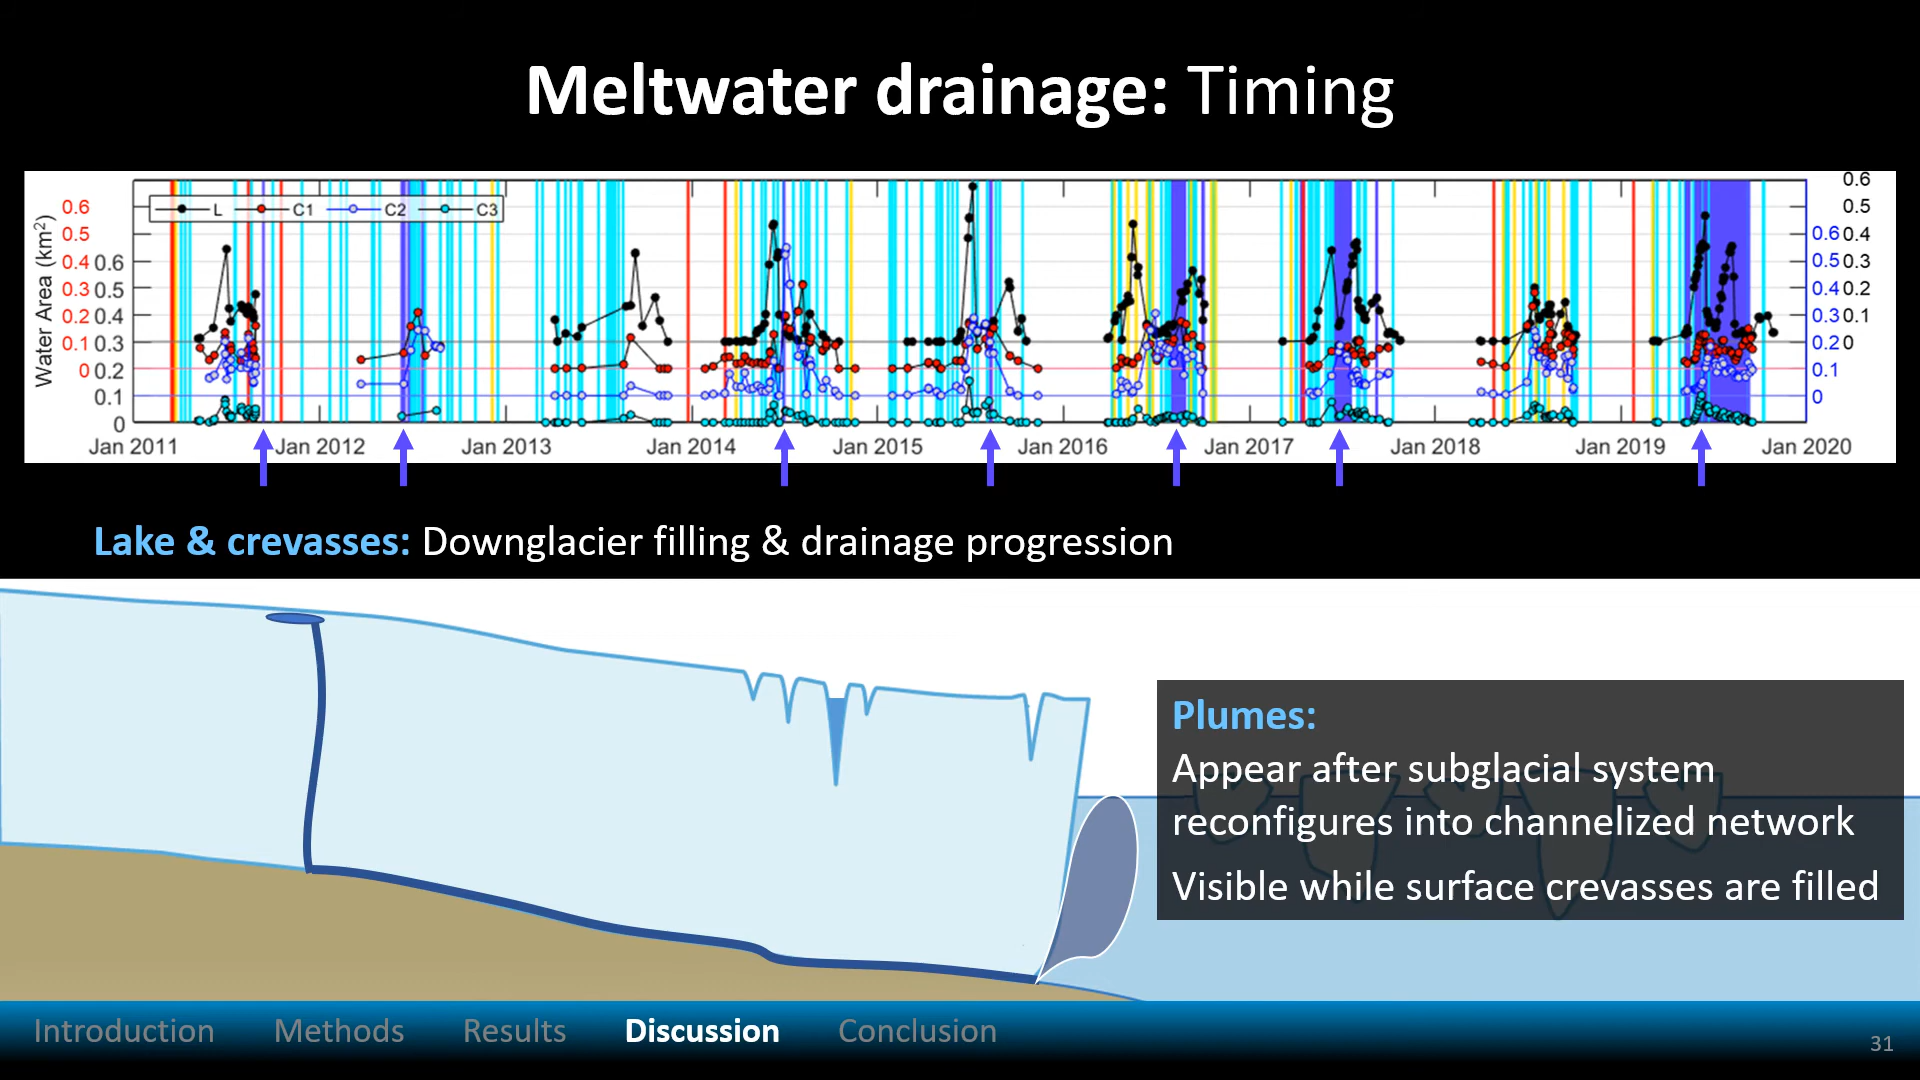 Meltwater drainage: Timing
L C1 C2 C3
Water Area (km²)
0.6
0.5
0.4
0.3
0.2
0.1
0
0.6
0.5
0.4
0.3
0.2
0.1
0
0.6
0.5
0.4
0.3
0.2
0.1
0
0.6
0.5
0.4
0.3
0.2
0.1
0
Jan 2011 Jan 2012 Jan 2013 Jan 2014 Jan 2015 Jan 2016 Jan 2017 Jan 2018 Jan 2019 Jan 2020
Lake & crevasses: Downglacier filling & drainage progression
Plumes:
Appear after subglacial system
reconfigures into channelized network
Visible while surface crevasses are filled
Introduction Methods Results Discussion Conclusion
31